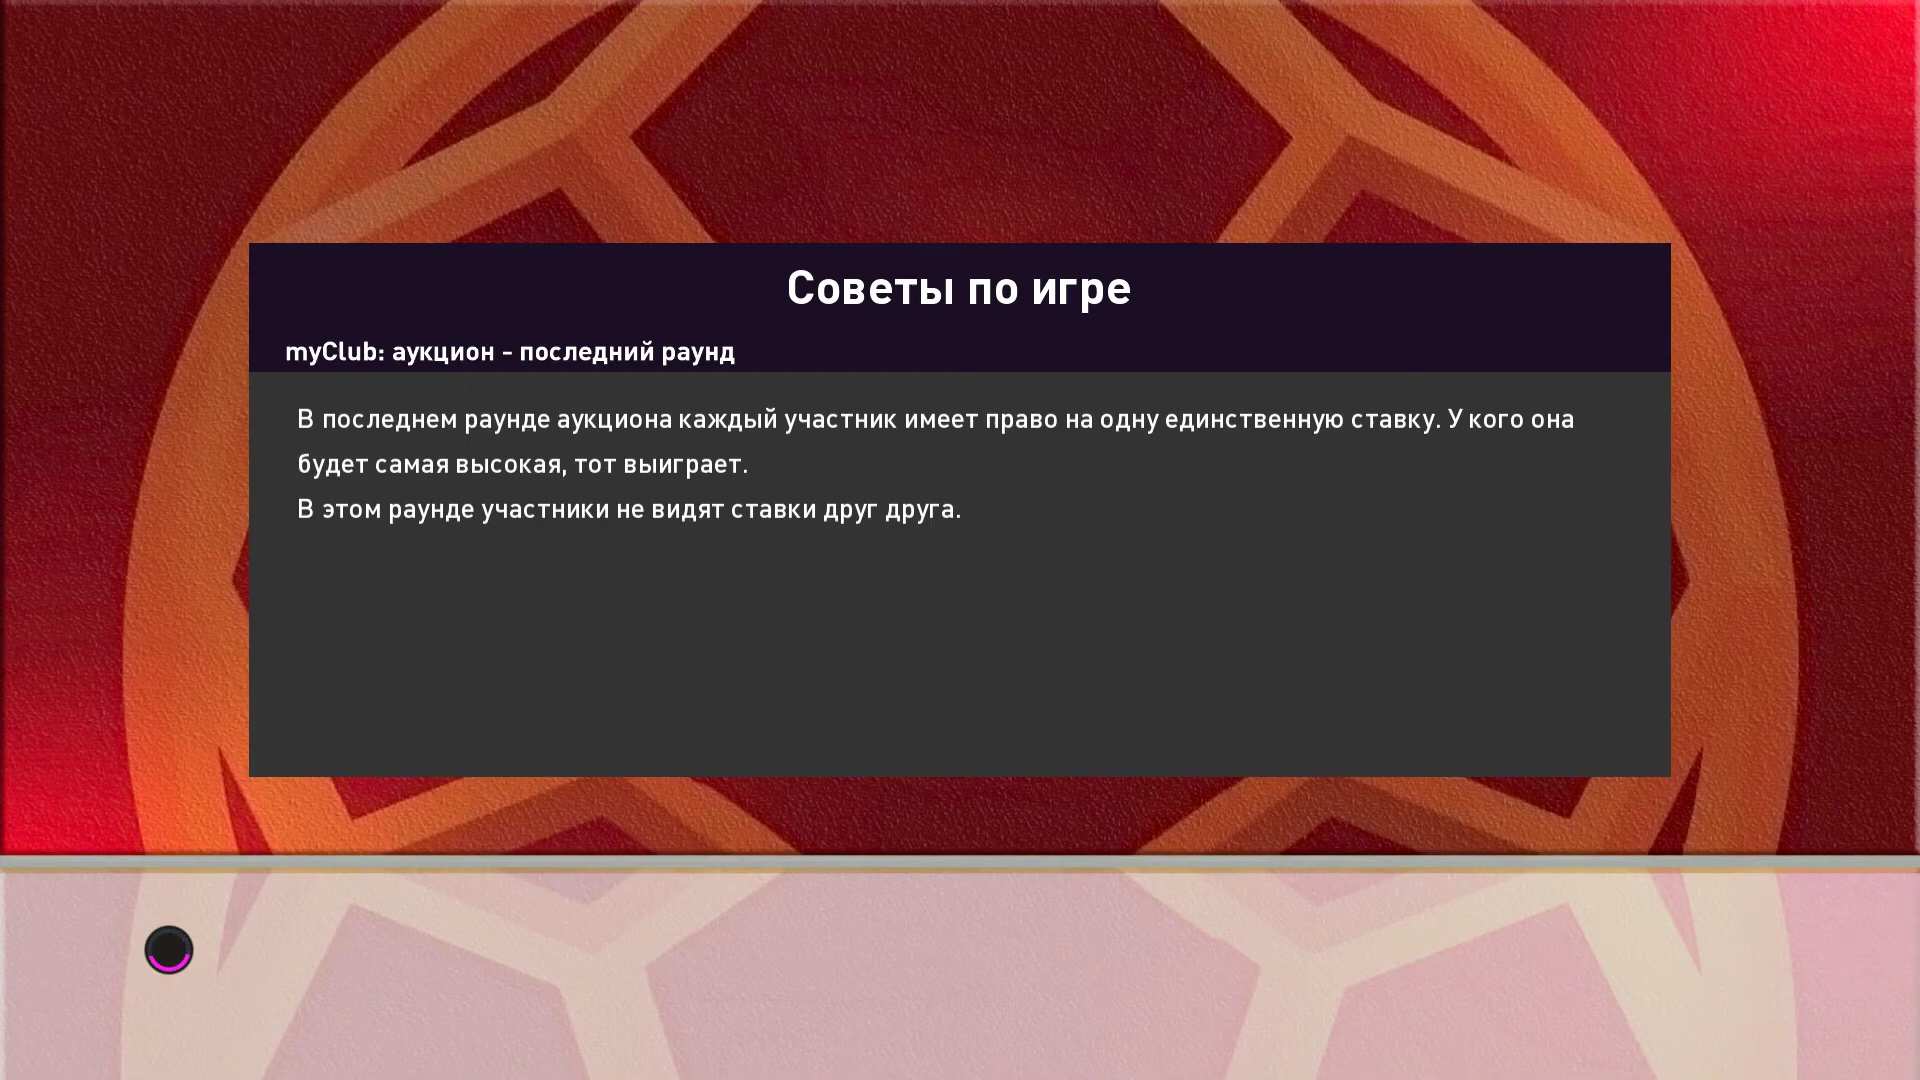 Советы по игре
myClub: аукцион - последний раунд
В последнем раунде аукциона каждый участник имеет право на одну единственную ставку. У кого она
будет самая высокая, тот выиграет.
В этом раунде участники не видят ставки друг друга.